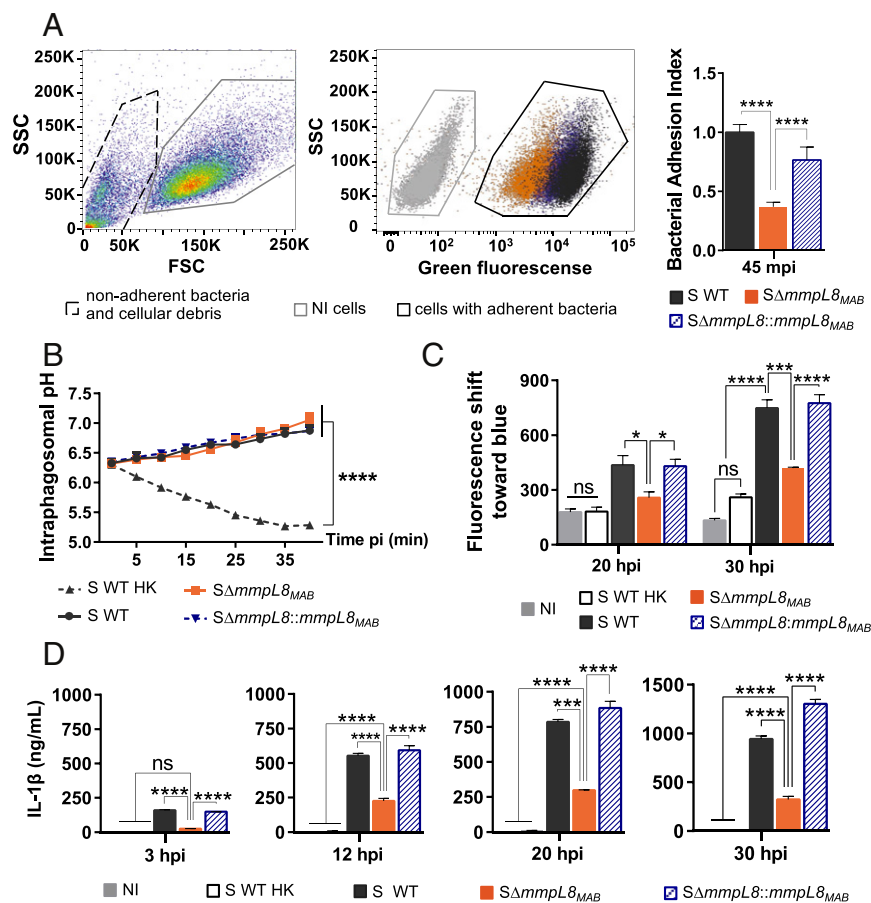 A
SSC
250K
200K
150K
100K
50K
0
0 50K 150K 250K
FSC
SSC
250K
200K
150K
100K
50K
0
0 10² 10³ 10⁴ 10⁵
Green fluorescense
non-adherent bacteria
and cellular debris
NI cells
cells with adherent bacteria
Bacterial Adhesion Index
1.5
1.0
0.5
0.0
**** ****
45 mpi
S WT SΔmmpL8MAB
SΔmmpL8::mmpL8MAB
B
Intraphagosomal pH
7.5
7.0
6.5
6.0
5.5
5.0
****
5 15 25 35
Time pi (min)
S WT HK SΔmmpL8MAB
S WT SΔmmpL8::mmpL8MAB
C
Fluorescence shift
toward blue
900
600
300
0
ns * * ns **** *** ****
20 hpi 30 hpi
NI
S WT HK SΔmmpL8MAB
S WT SΔmmpL8:mmpL8MAB
D
IL-1β (ng/mL)
1000
750
500
250
0
ns
**** ****
3 hpi
1000
750
500
250
0
****
**** ****
12 hpi
1000
750
500
250
0
**** ****
***
20 hpi
1500
1000
500
0
**** ****
****
30 hpi
NI S WT HK S WT SΔmmpL8MAB SΔmmpL8::mmpL8MAB